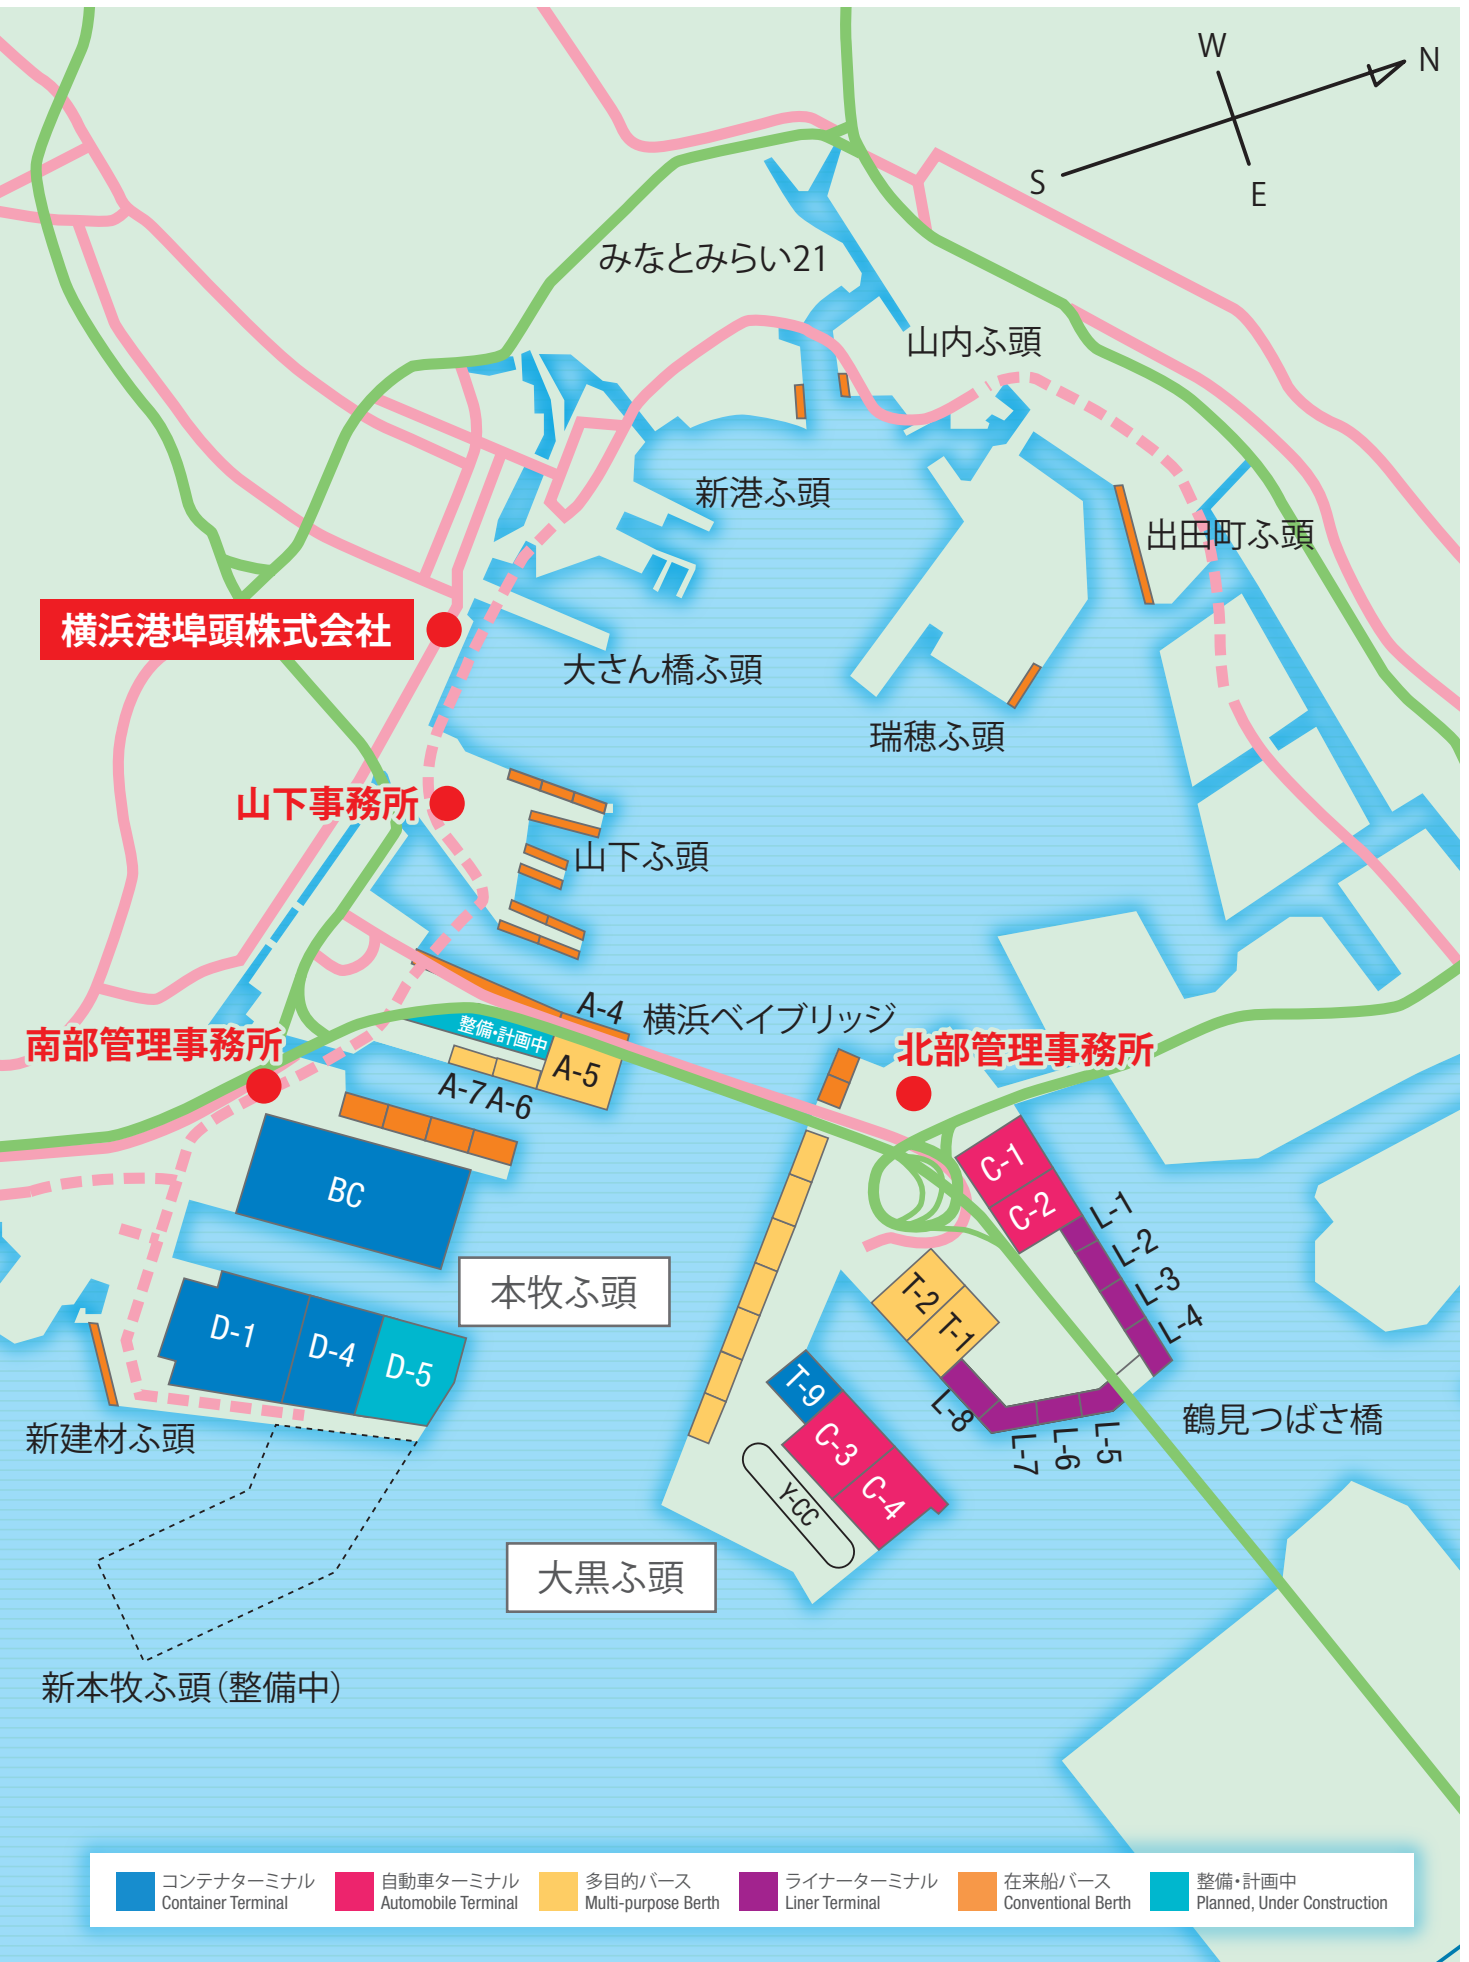 W
N
S
E
みなとみらい21
山内ふ頭
新港ふ頭
出田町ふ頭
横浜港埠頭株式会社
大さん橋ふ頭
瑞穂ふ頭
山下事務所
山下ふ頭
A-4
横浜ベイブリッジ
整備・計画中
南部管理事務所
北部管理事務所
A-5
A-7
A-6
BC
C-1
C-2
L-1
L-2
L-3
L-4
本牧ふ頭
T-2
T-1
D-1
D-4
D-5
T-9
L-8
L-7
L-6
L-5
鶴見つばさ橋
新建材ふ頭
C-3
C-4
Y-CC
大黒ふ頭
新本牧ふ頭(整備中)
コンテナターミナル
Container Terminal
自動車ターミナル
Automobile Terminal
多目的バース
Multi-purpose Berth
ライナーターミナル
Liner Terminal
在来船バース
Conventional Berth
整備・計画中
Planned, Under Construction